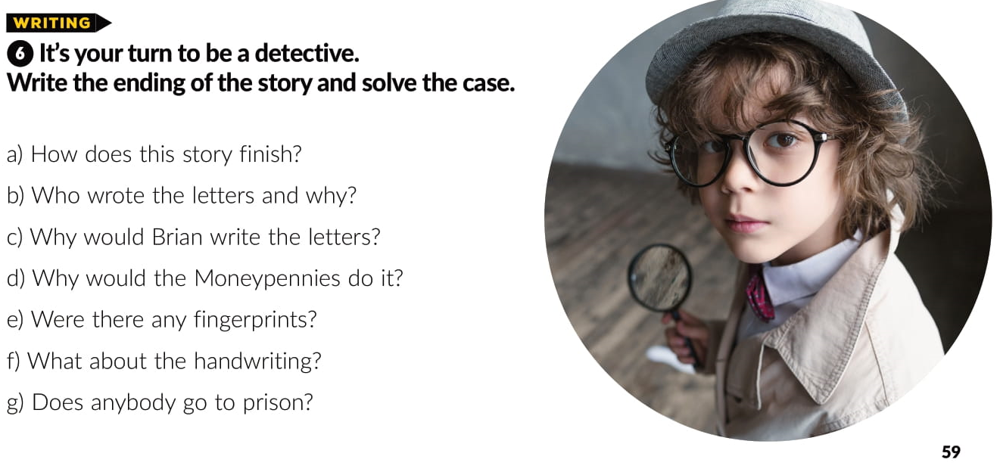 WRITING
6 It's your turn to be a detective.
Write the ending of the story and solve the case.
a) How does this story finish?
b) Who wrote the letters and why?
c) Why would Brian write the letters?
d) Why would the Moneypennies do it?
e) Were there any fingerprints?
f) What about the handwriting?
g) Does anybody go to prison?
59